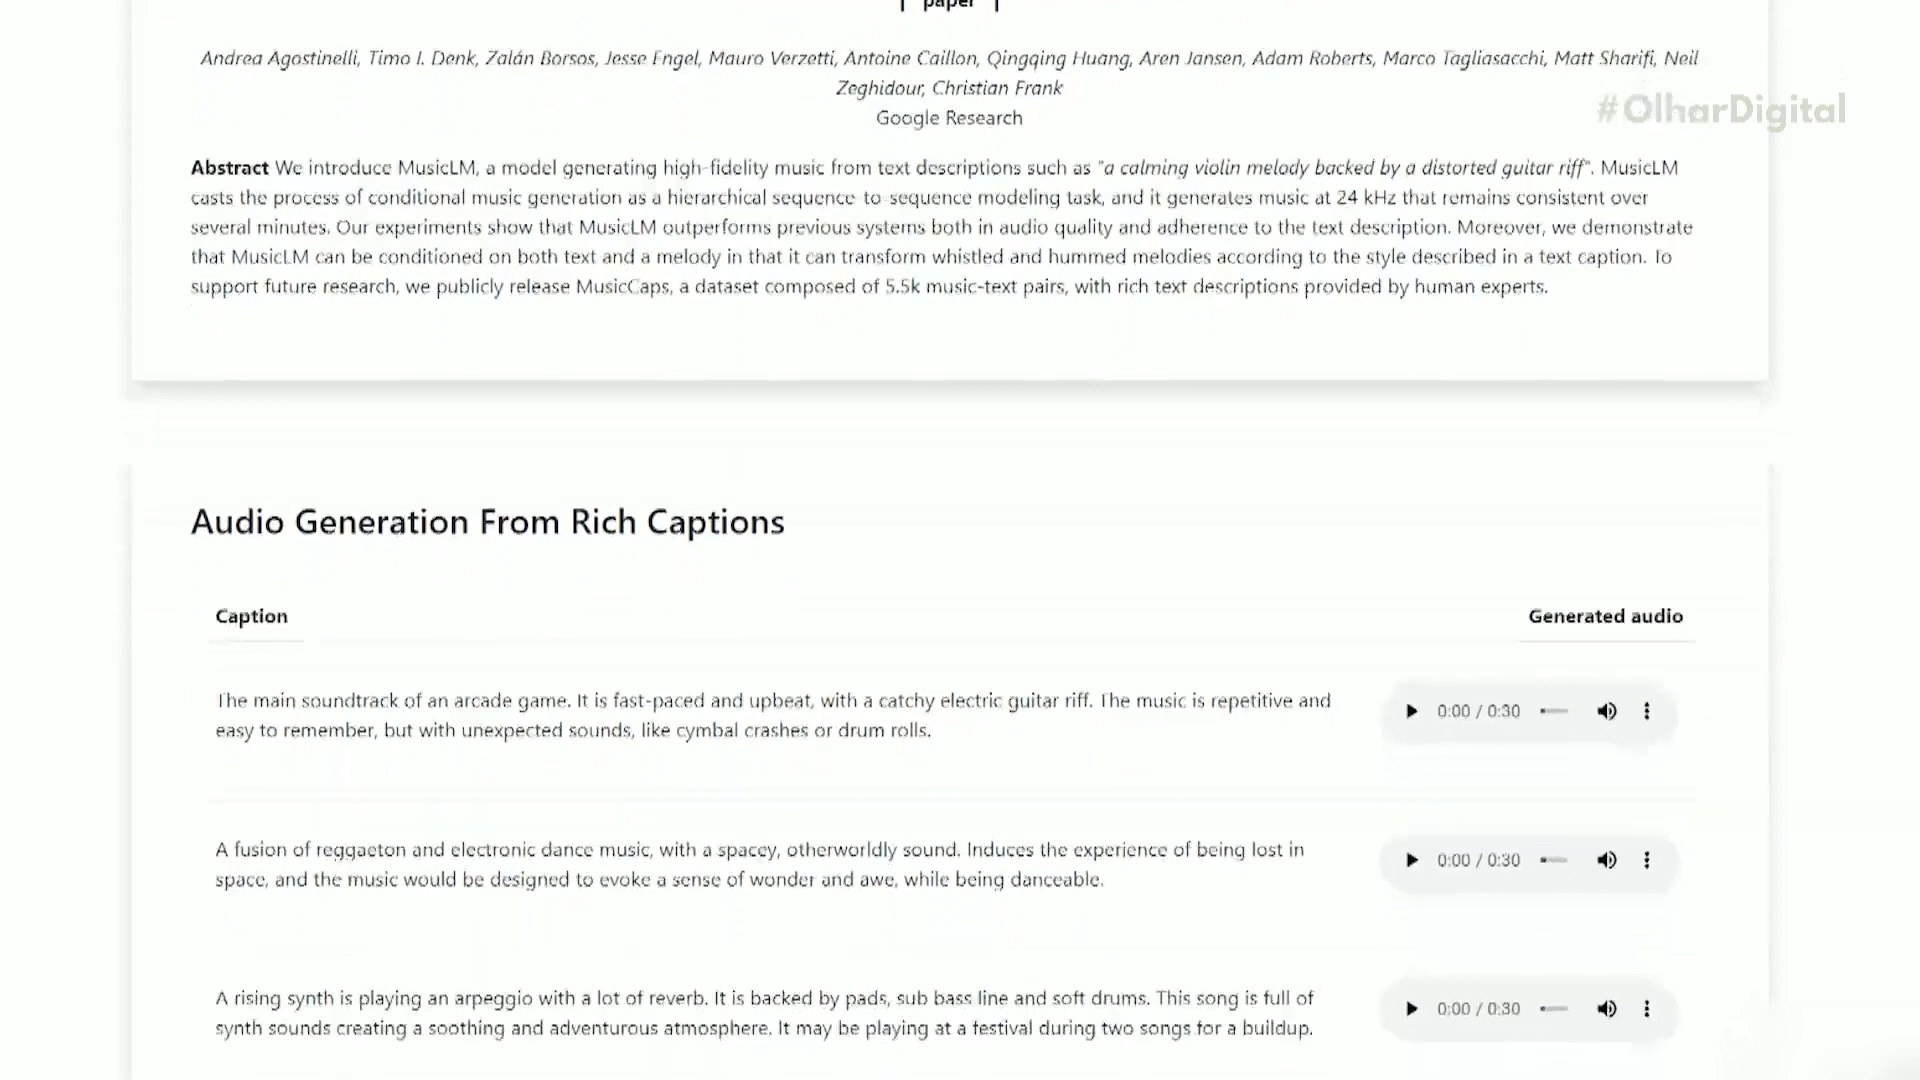 | paper |
Andrea Agostinelli, Timo I. Denk, Zalán Borsos, Jesse Engel, Mauro Verzetti, Antoine Caillon, Qingqing Huang, Aren Jansen, Adam Roberts, Marco Tagliasacchi, Matt Sharifi, Neil
Zeghidour, Christian Frank
Google Research
#OlharDigital
Abstract We introduce MusicLM, a model generating high-fidelity music from text descriptions such as "a calming violin melody backed by a distorted guitar riff". MusicLM
casts the process of conditional music generation as a hierarchical sequence-to-sequence modeling task, and it generates music at 24 kHz that remains consistent over
several minutes. Our experiments show that MusicLM outperforms previous systems both in audio quality and adherence to the text description. Moreover, we demonstrate
that MusicLM can be conditioned on both text and a melody in that it can transform whistled and hummed melodies according to the style described in a text caption. To
support future research, we publicly release MusicCaps, a dataset composed of 5.5k music-text pairs, with rich text descriptions provided by human experts.
Audio Generation From Rich Captions
Caption
Generated audio
The main soundtrack of an arcade game. It is fast-paced and upbeat, with a catchy electric guitar riff. The music is repetitive and
easy to remember, but with unexpected sounds, like cymbal crashes or drum rolls.
0:00 / 0:30
A fusion of reggaeton and electronic dance music, with a spacey, otherworldly sound. Induces the experience of being lost in
space, and the music would be designed to evoke a sense of wonder and awe, while being danceable.
0:00 / 0:30
A rising synth is playing an arpeggio with a lot of reverb. It is backed by pads, sub bass line and soft drums. This song is full of
synth sounds creating a soothing and adventurous atmosphere. It may be playing at a festival during two songs for a buildup.
0:00 / 0:30